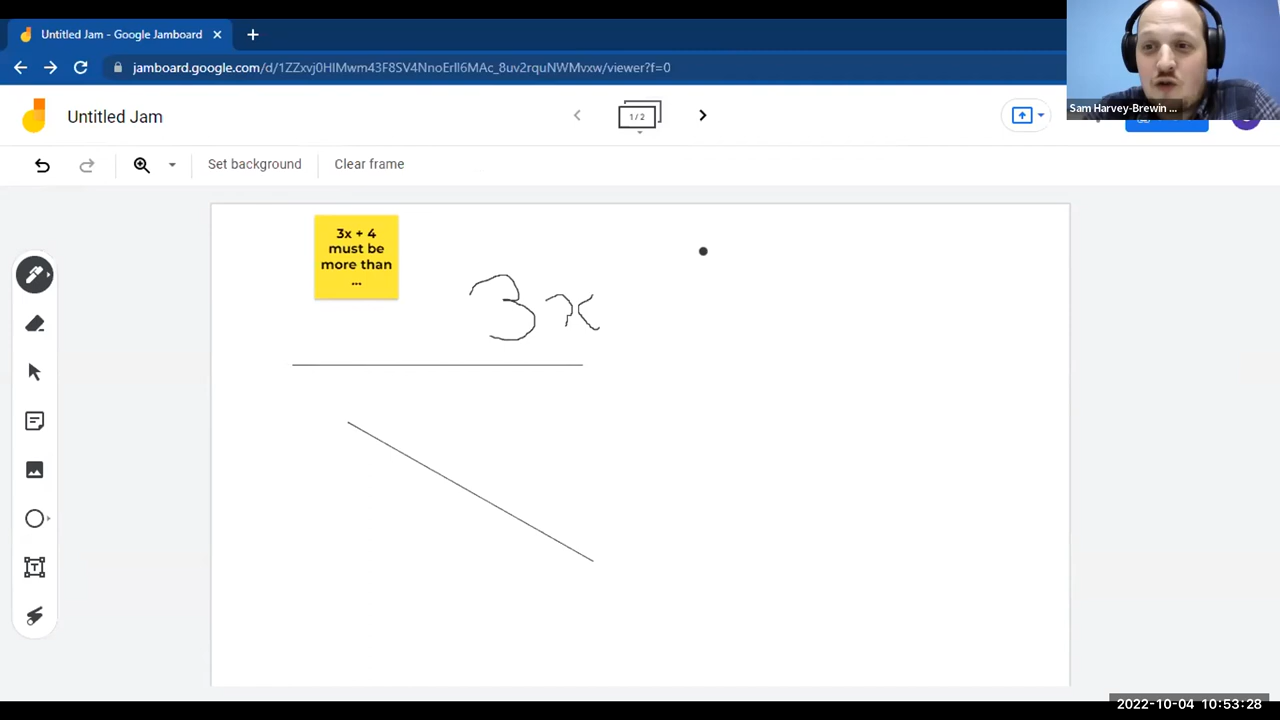 Untitled Jam - Google Jamboard
jamboard.google.com/d/1ZZxvj0HIMwm43F8SV4NnoErll6MAc_8uv2rquNWMvxw/viewer?f=0
Sam Harvey-Brewin ...
Untitled Jam
1 / 2
Set background
Clear frame
3x + 4
must be
more than
...
3x
2022-10-04 10:53:28